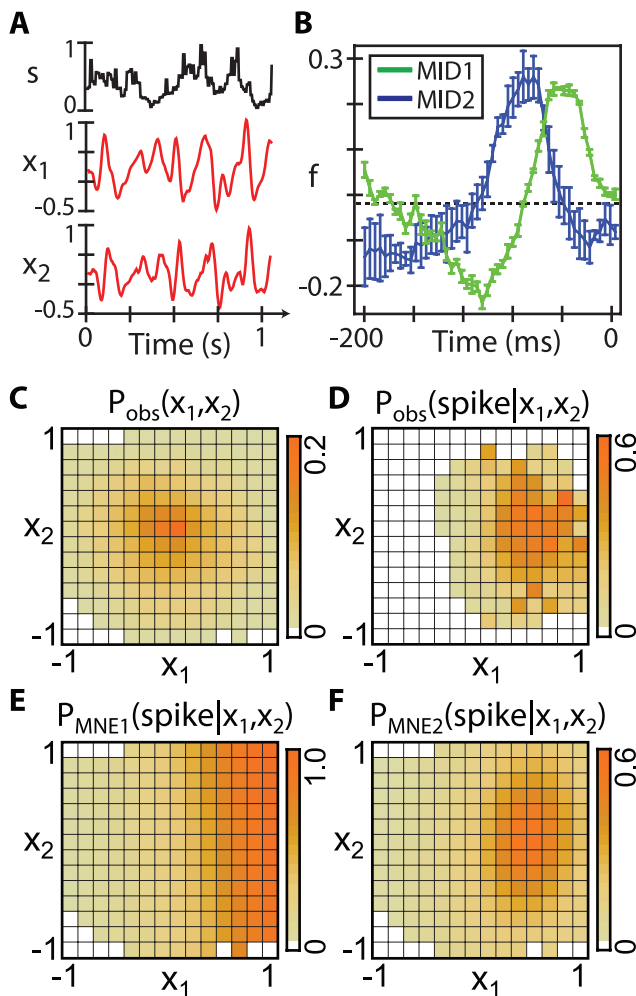 A
B
s
1
0
x1
1
-0.5
x2
1
-0.5
0
1
Time (s)
0.3
f
-0.2
MID1
MID2
-200
Time (ms)
0
C
Pobs(x1,x2)
1
x2
-1
-1
x1
1
0.2
0
D
Pobs(spike|x1,x2)
1
x2
-1
-1
x1
1
0.6
0
E
PMNE1(spike|x1,x2)
1
x2
-1
-1
x1
1
1.0
0
F
PMNE2(spike|x1,x2)
1
x2
-1
-1
x1
1
0.6
0